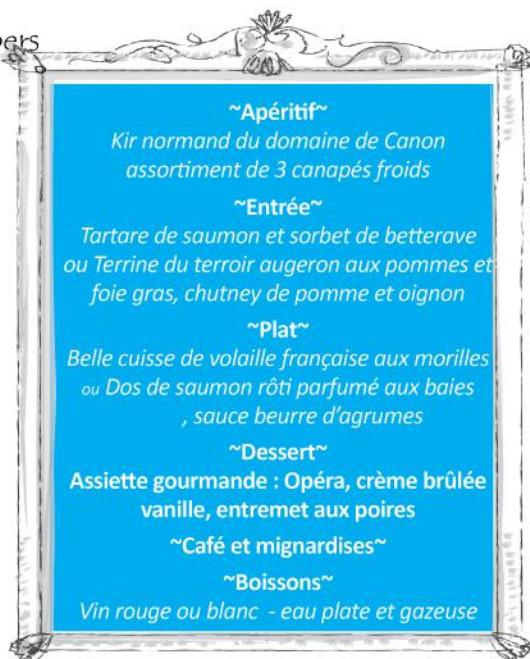 pers
~Apéritif~
Kir normand du domaine de Canon
assortiment de 3 canapés froids
~Entrée~
Tartare de saumon et sorbet de betterave
ou Terrine du terroir augeron aux pommes et
foie gras, chutney de pomme et oignon
~Plat~
Belle cuisse de volaille française aux morilles
ou Dos de saumon rôti parfumé aux baies
, sauce beurre d’agrumes
~Dessert~
Assiette gourmande : Opéra, crème brûlée
vanille, entremet aux poires
~Café et mignardises~
~Boissons~
Vin rouge ou blanc - eau plate et gazeuse